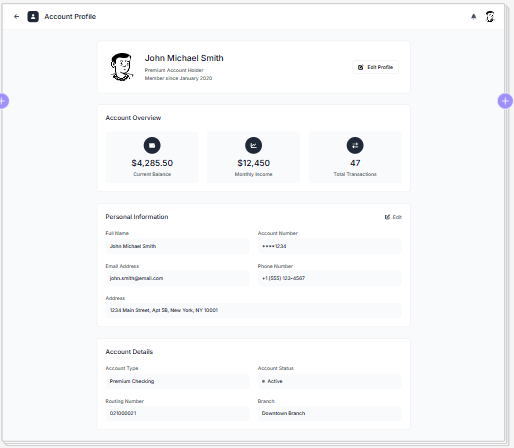 Account Profile
John Michael Smith
Premium Account Holder
Member since January 2020
Edit Profile
Account Overview
$4,285.50
Current Balance
$12,450
Monthly Income
47
Total Transactions
Personal Information
Edit
Full Name
Account Number
John Michael Smith
****1234
Email Address
Phone Number
john.smith@email.com
+1 (555) 123-4567
Address
1234 Main Street, Apt 5B, New York, NY 10001
Account Details
Account Type
Account Status
Premium Checking
Active
Routing Number
Branch
021000021
Downtown Branch